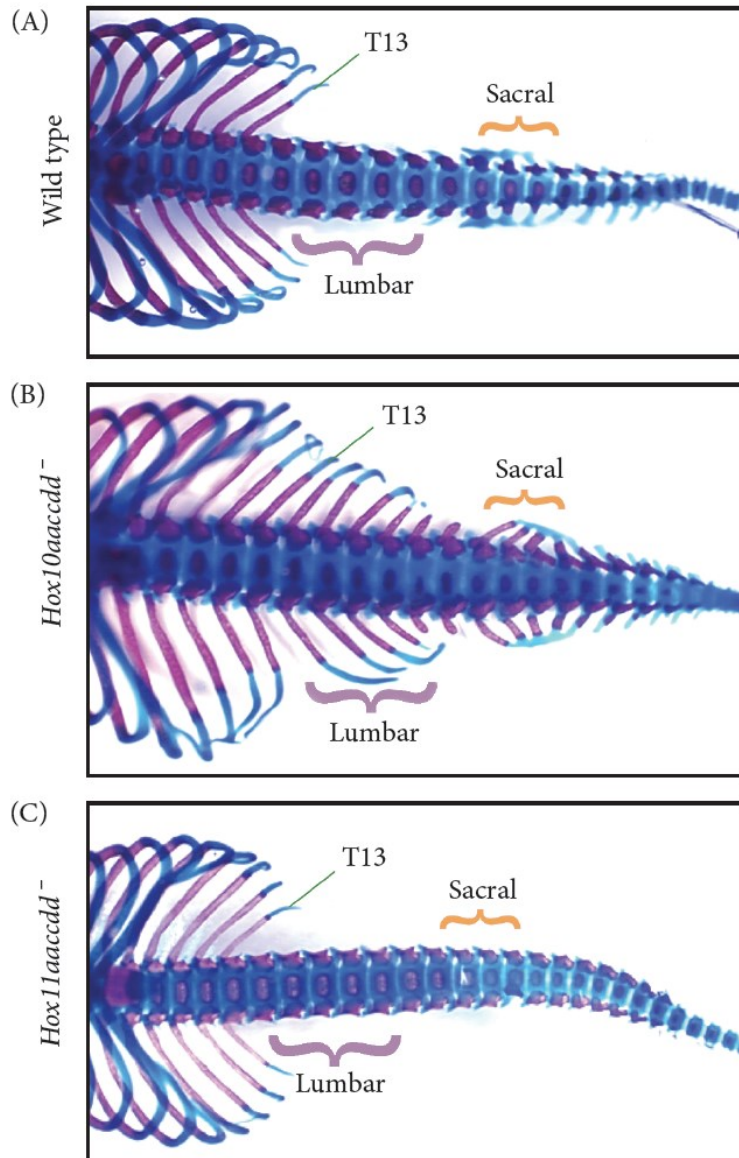 (A)
Wild type
T13
Sacral
Lumbar
(B)
Hox10aaccdd⁻
T13
Sacral
Lumbar
(C)
Hox11aaccdd⁻
T13
Sacral
Lumbar